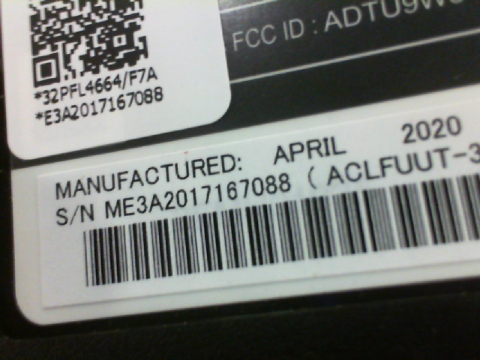 FCC ID : ADTU9W
*32PFL4664/F7A
*E3A2017167088
MANUFACTURED: APRIL 2020
S/N ME3A2017167088 ( ACLFUUT-3